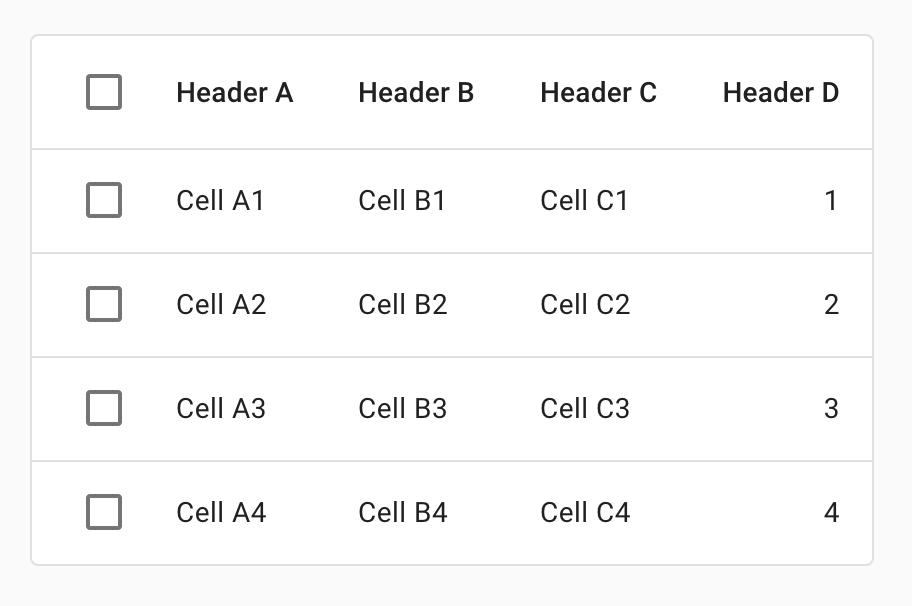 Header A Header B Header C Header D
Cell A1 Cell B1 Cell C1 1
Cell A2 Cell B2 Cell C2 2
Cell A3 Cell B3 Cell C3 3
Cell A4 Cell B4 Cell C4 4